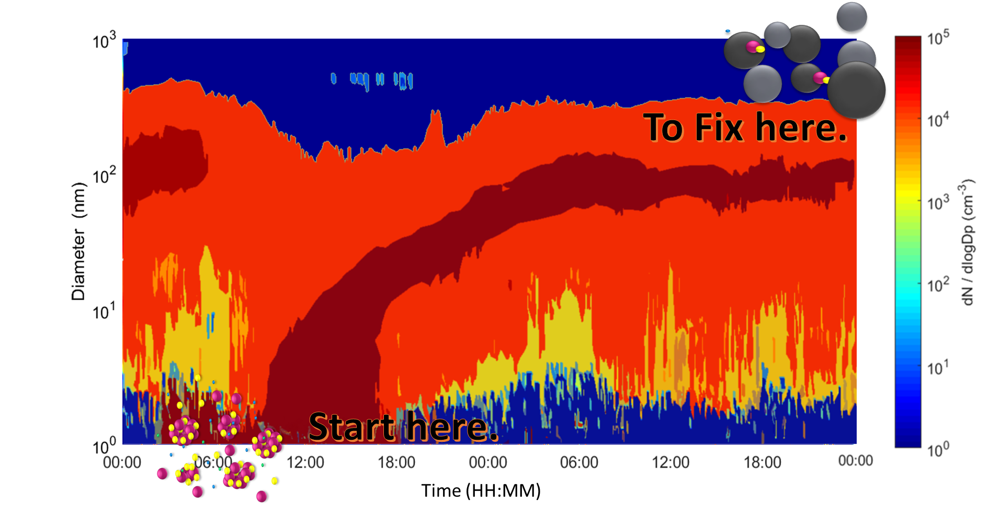 10³
10²
10¹
10⁰
Diameter (nm)
To Fix here.
Start here.
00:00 06:00 12:00 18:00 00:00 06:00 12:00 18:00 00:00
Time (HH:MM)
10⁵
10⁴
10³
10²
10¹
10⁰
dN / dlogDp (cm⁻³)